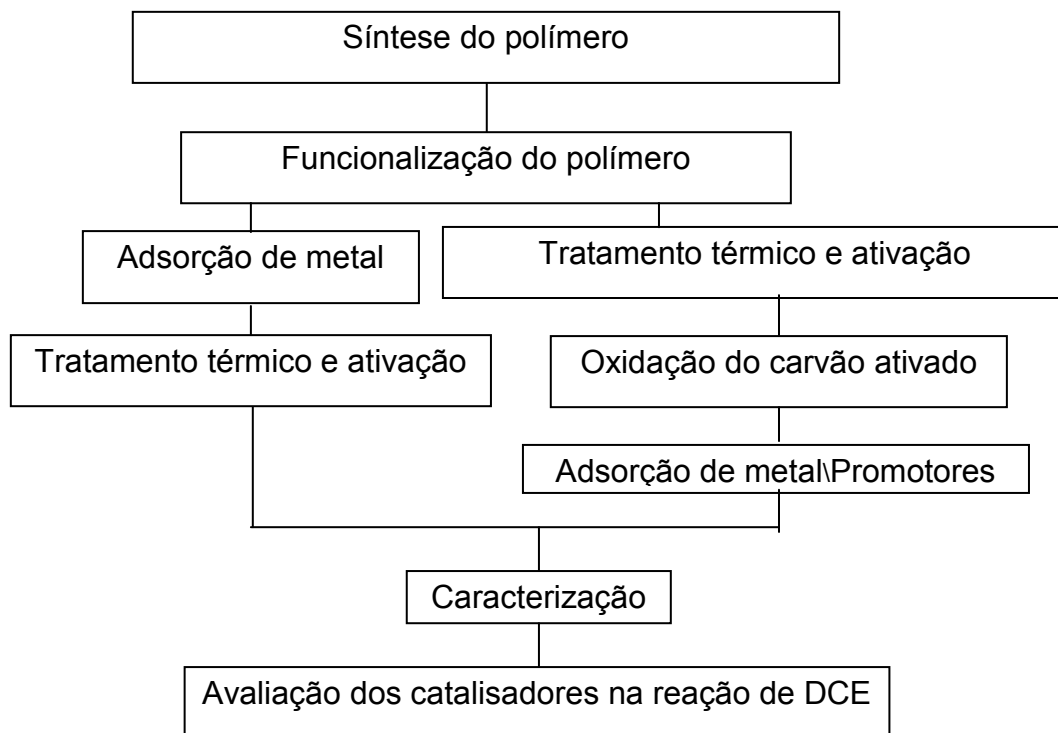 Síntese do polímero
Funcionalização do polímero
Adsorção de metal
Tratamento térmico e ativação
Tratamento térmico e ativação
Oxidação do carvão ativado
Adsorção de metal\Promotores
Caracterização
Avaliação dos catalisadores na reação de DCE